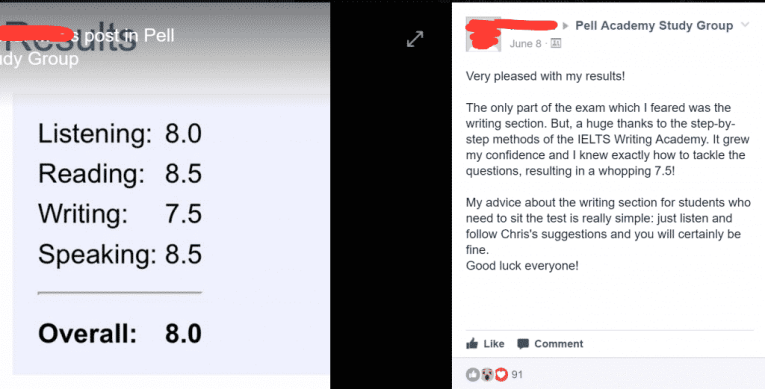 Results
s post in Pell
dy Group
Listening: 8.0
Reading: 8.5
Writing: 7.5
Speaking: 8.5
Overall: 8.0
Pell Academy Study Group
June 8
Very pleased with my results!
The only part of the exam which I feared was the
writing section. But, a huge thanks to the step-by-
step methods of the IELTS Writing Academy. It grew
my confidence and I knew exactly how to tackle the
questions, resulting in a whopping 7.5!
My advice about the writing section for students who
need to sit the test is really simple: just listen and
follow Chris's suggestions and you will certainly be
fine.
Good luck everyone!
Like Comment
91